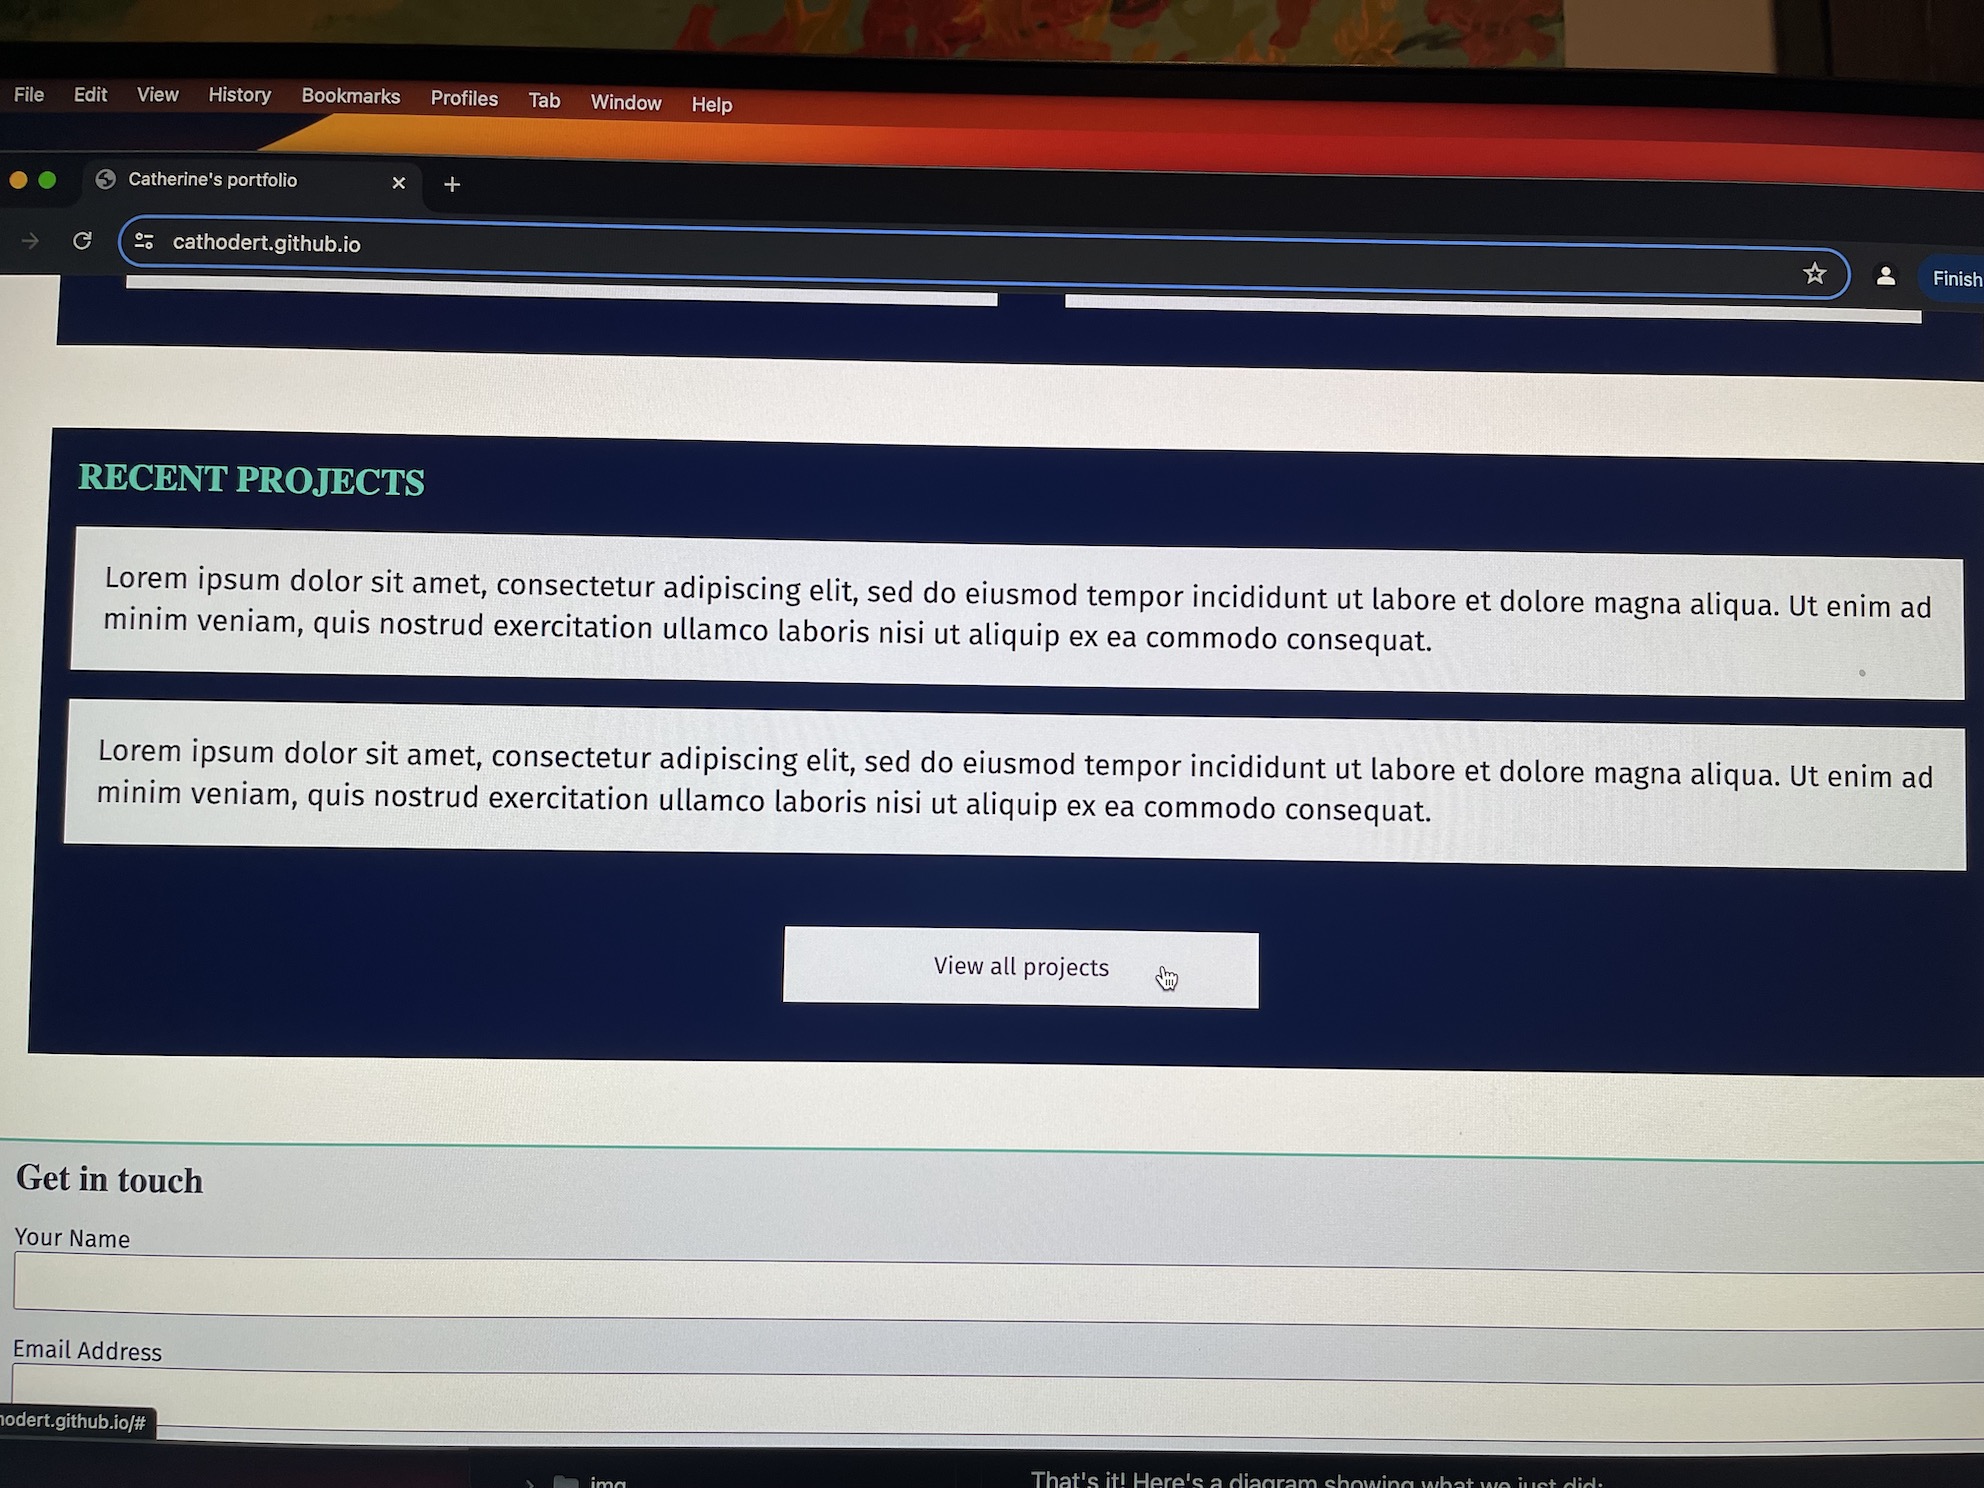 File Edit View History Bookmarks Profiles Tab Window Help
Catherine's portfolio
cathodert.github.io
Finish
RECENT PROJECTS
Lorem ipsum dolor sit amet, consectetur adipiscing elit, sed do eiusmod tempor incididunt ut labore et dolore magna aliqua. Ut enim ad
minim veniam, quis nostrud exercitation ullamco laboris nisi ut aliquip ex ea commodo consequat.
Lorem ipsum dolor sit amet, consectetur adipiscing elit, sed do eiusmod tempor incididunt ut labore et dolore magna aliqua. Ut enim ad
minim veniam, quis nostrud exercitation ullamco laboris nisi ut aliquip ex ea commodo consequat.
View all projects
Get in touch
Your Name
Email Address
hodert.github.io/#
img
That's it! Here's a diagram showing what we just did: